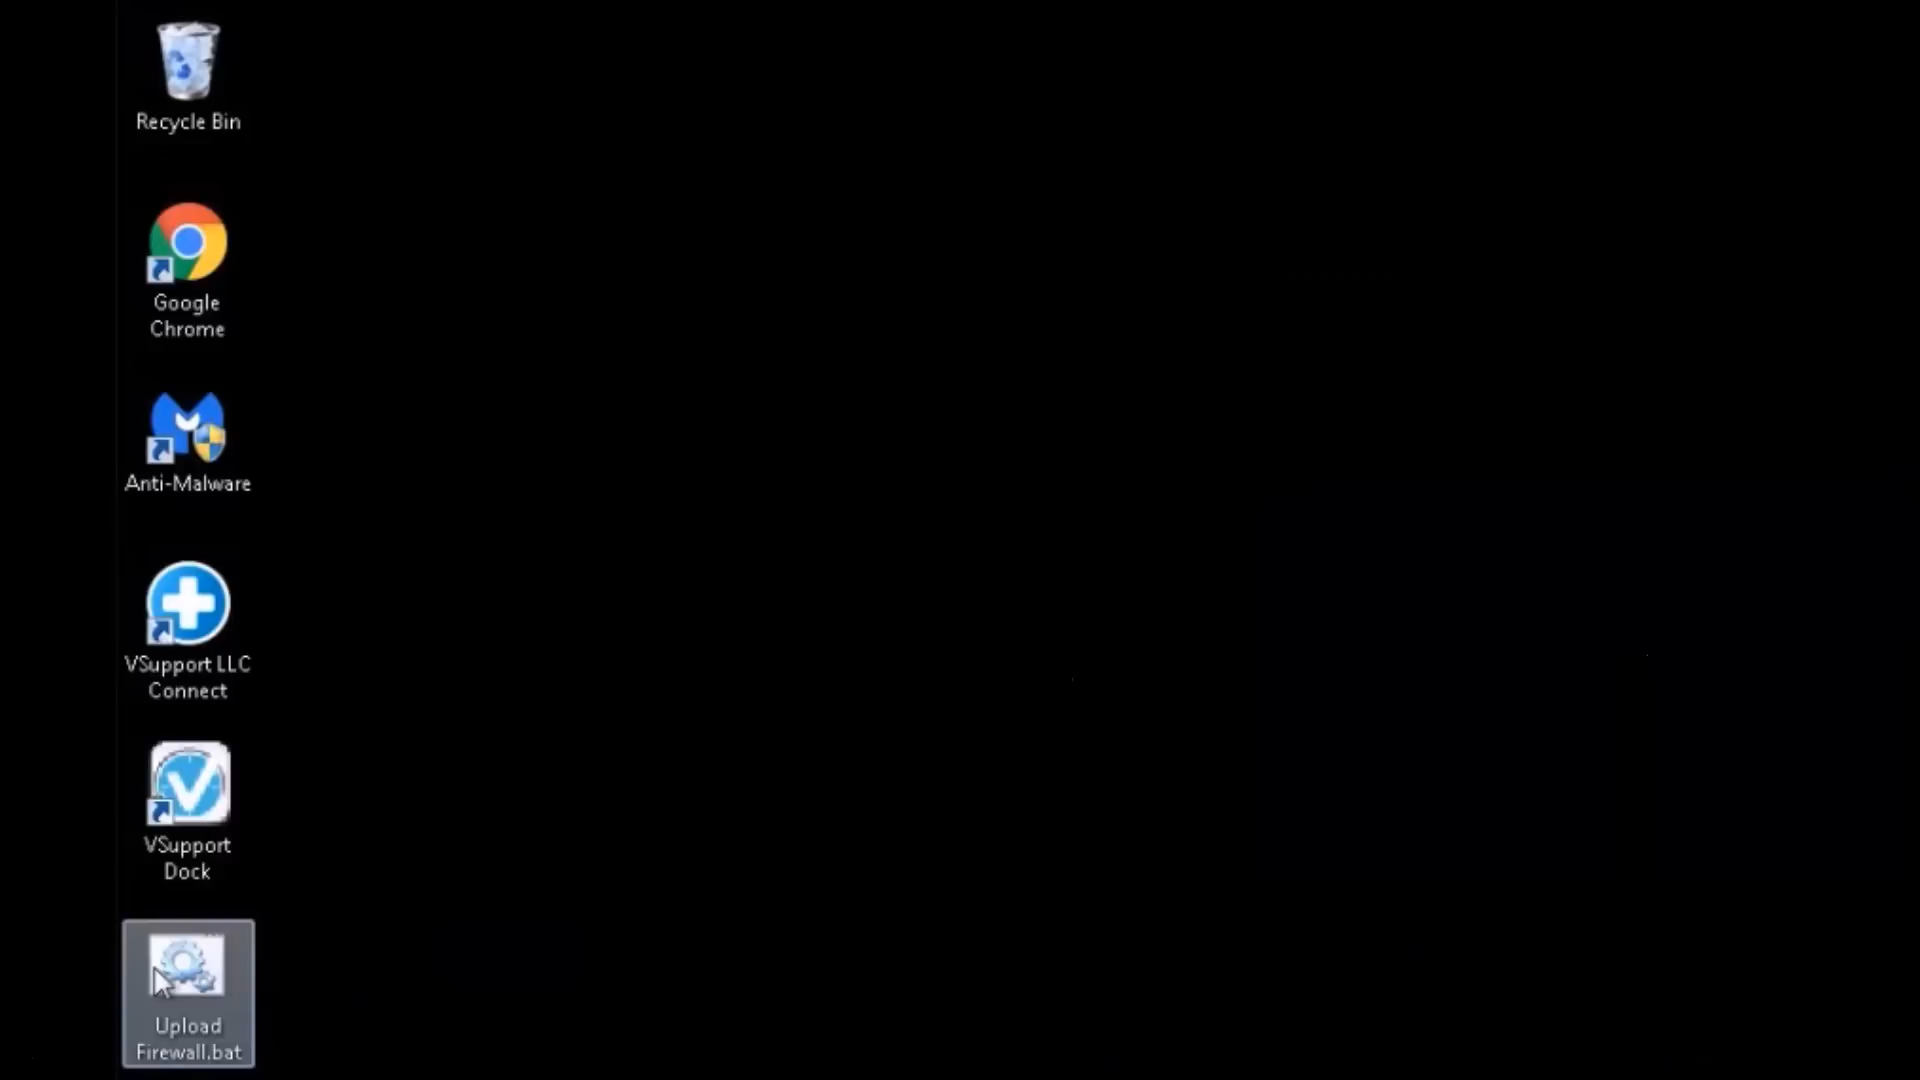 Recycle Bin
Google
Chrome
Anti-Malware
VSupport LLC
Connect
VSupport
Dock
Upload
Firewall.bat